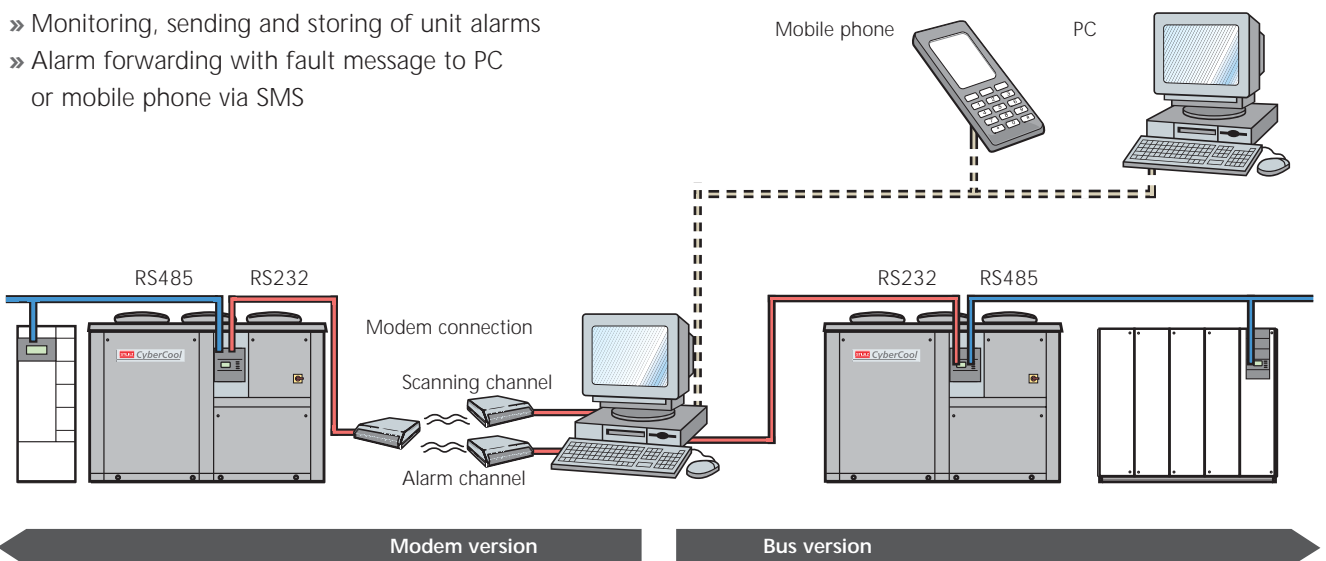 » Monitoring, sending and storing of unit alarms
» Alarm forwarding with fault message to PC
or mobile phone via SMS
Mobile phone
PC
RS485
RS232
RS232
RS485
Modem connection
STULZ CyberCool
STULZ CyberCool
Scanning channel
Alarm channel
Modem version
Bus version